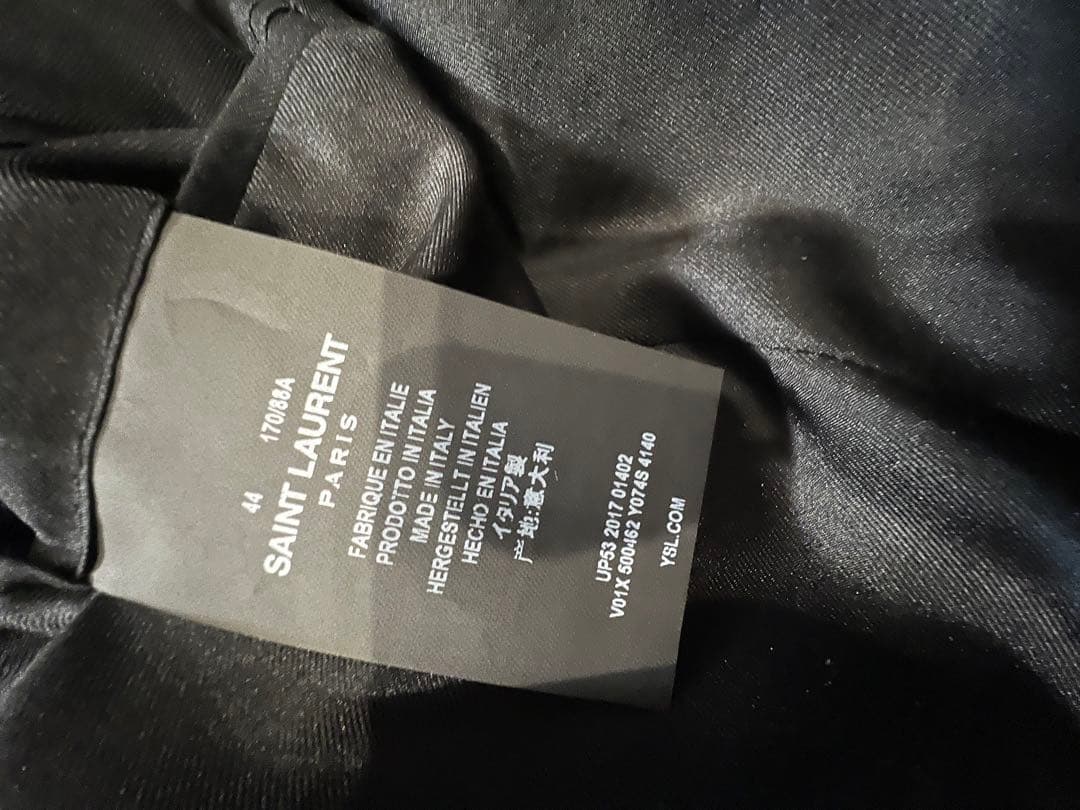 44 170/88A
SAINT LAURENT
PARIS
FABRIQUE EN ITALIE
PRODOTTO IN ITALIA
MADE IN ITALY
HERGESTELLT IN ITALIEN
HECHO EN ITALIA
イタリア製
产地:意大利
UP53 2017 01402
V01X 500462 Y074S 4140
YSL.COM